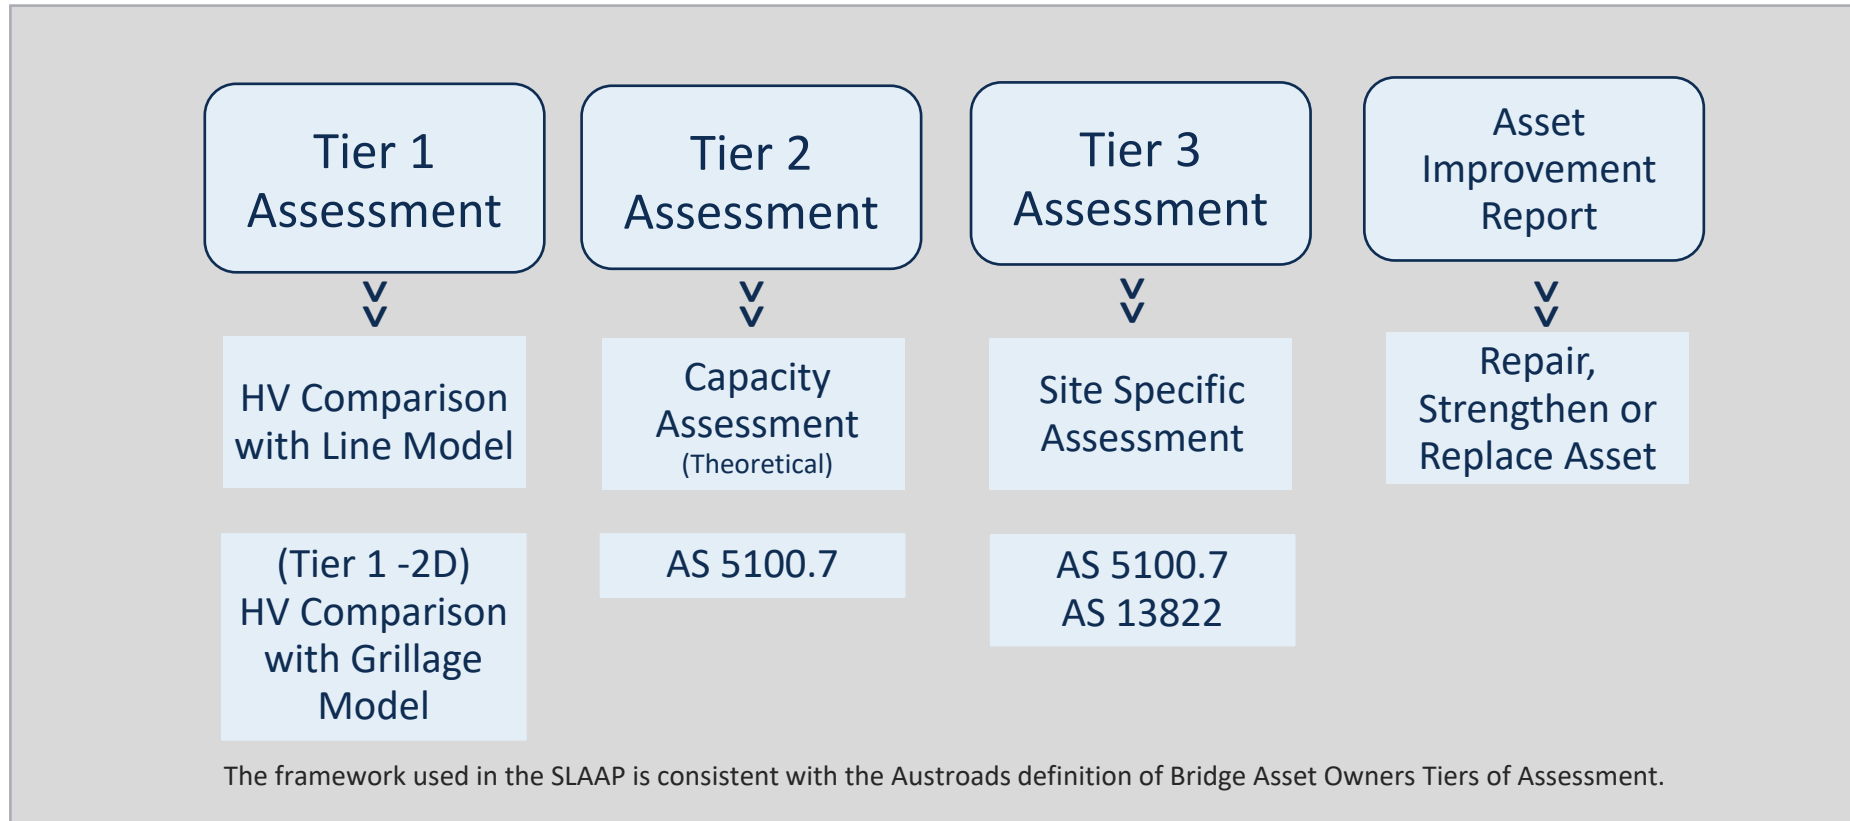 Tier 1
Assessment
Tier 2
Assessment
Tier 3
Assessment
Asset
Improvement
Report
HV Comparison
with Line Model
Capacity
Assessment
(Theoretical)
Site Specific
Assessment
Repair,
Strengthen or
Replace Asset
(Tier 1 -2D)
HV Comparison
with Grillage
Model
AS 5100.7
AS 5100.7
AS 13822
The framework used in the SLAAP is consistent with the Austroads definition of Bridge Asset Owners Tiers of Assessment.